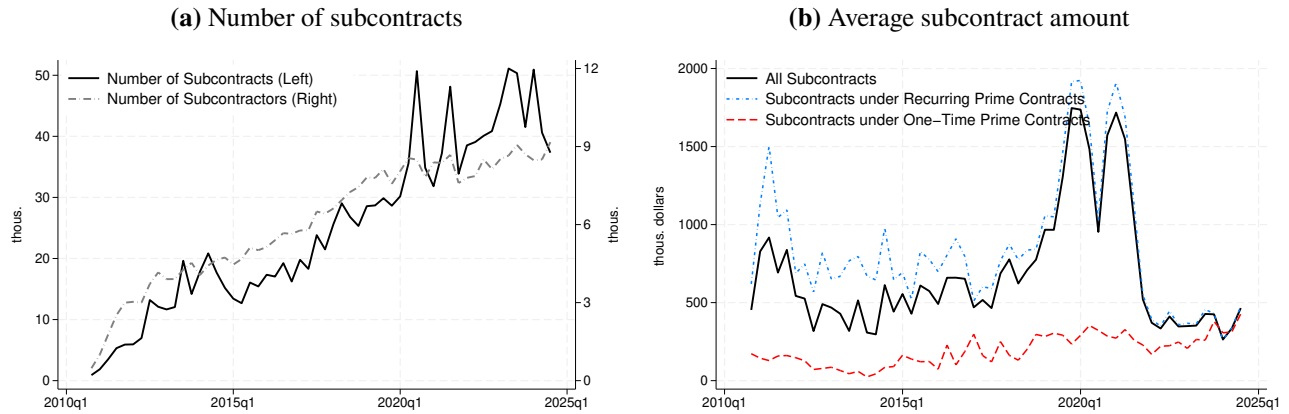 (a) Number of subcontracts
Number of Subcontracts (Left)
Number of Subcontractors (Right)
50
40
30
20
10
0
thous.
12
9
6
3
0
thous.
2010q1
2015q1
2020q1
2025q1
(b) Average subcontract amount
All Subcontracts
Subcontracts under Recurring Prime Contracts
Subcontracts under One−Time Prime Contracts
2000
1500
1000
500
0
thous. dollars
2010q1
2015q1
2020q1
2025q1